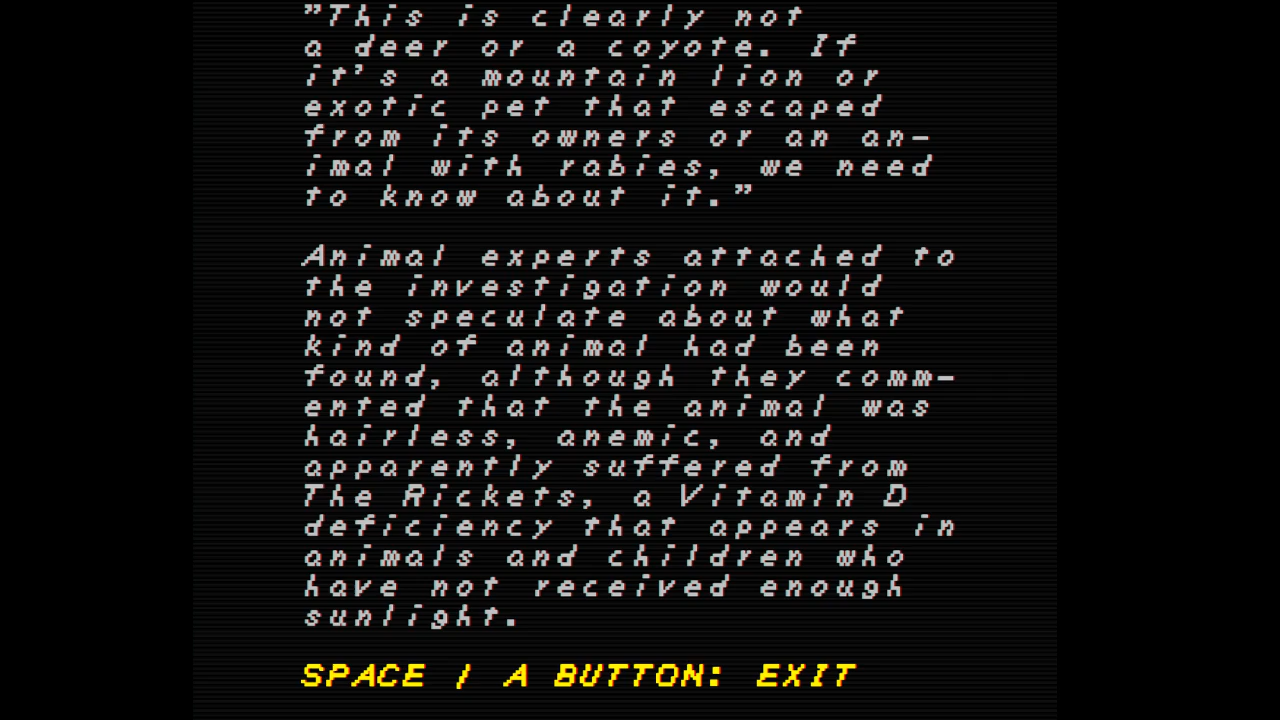 "This is clearly not
a deer or a coyote. If
it's a mountain lion or
exotic pet that escaped
from its owners or an an-
imal with rabies, we need
to know about it."
Animal experts attached to
the investigation would
not speculate about what
kind of animal had been
found, although they comm-
ented that the animal was
hairless, anemic, and
apparently suffered from
The Rickets, a Vitamin D
deficiency that appears in
animals and children who
have not received enough
sunlight.
SPACE / A BUTTON: EXIT